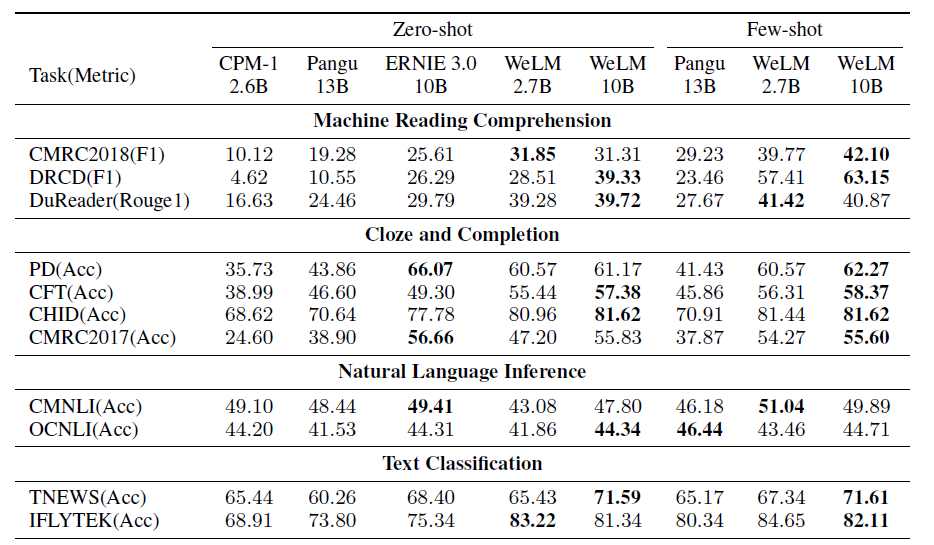 Zero-shot Few-shot
Task(Metric) CPM-1 2.6B Pangu 13B ERNIE 3.0 10B WeLM 2.7B WeLM 10B Pangu 13B WeLM 2.7B WeLM 10B
Machine Reading Comprehension
CMRC2018(F1) 10.12 19.28 25.61 31.85 31.31 29.23 39.77 42.10
DRCD(F1) 4.62 10.55 26.29 28.51 39.33 23.46 57.41 63.15
DuReader(Rouge1) 16.63 24.46 29.79 39.28 39.72 27.67 41.42 40.87
Cloze and Completion
PD(Acc) 35.73 43.86 66.07 60.57 61.17 41.43 60.57 62.27
CFT(Acc) 38.99 46.60 49.30 55.44 57.38 45.86 56.31 58.37
CHID(Acc) 68.62 70.64 77.78 80.96 81.62 70.91 81.44 81.62
CMRC2017(Acc) 24.60 38.90 56.66 47.20 55.83 37.87 54.27 55.60
Natural Language Inference
CMNLI(Acc) 49.10 48.44 49.41 43.08 47.80 46.18 51.04 49.89
OCNLI(Acc) 44.20 41.53 44.31 41.86 44.34 46.44 43.46 44.71
Text Classification
TNEWS(Acc) 65.44 60.26 68.40 65.43 71.59 65.17 67.34 71.61
IFLYTEK(Acc) 68.91 73.80 75.34 83.22 81.34 80.34 84.65 82.11